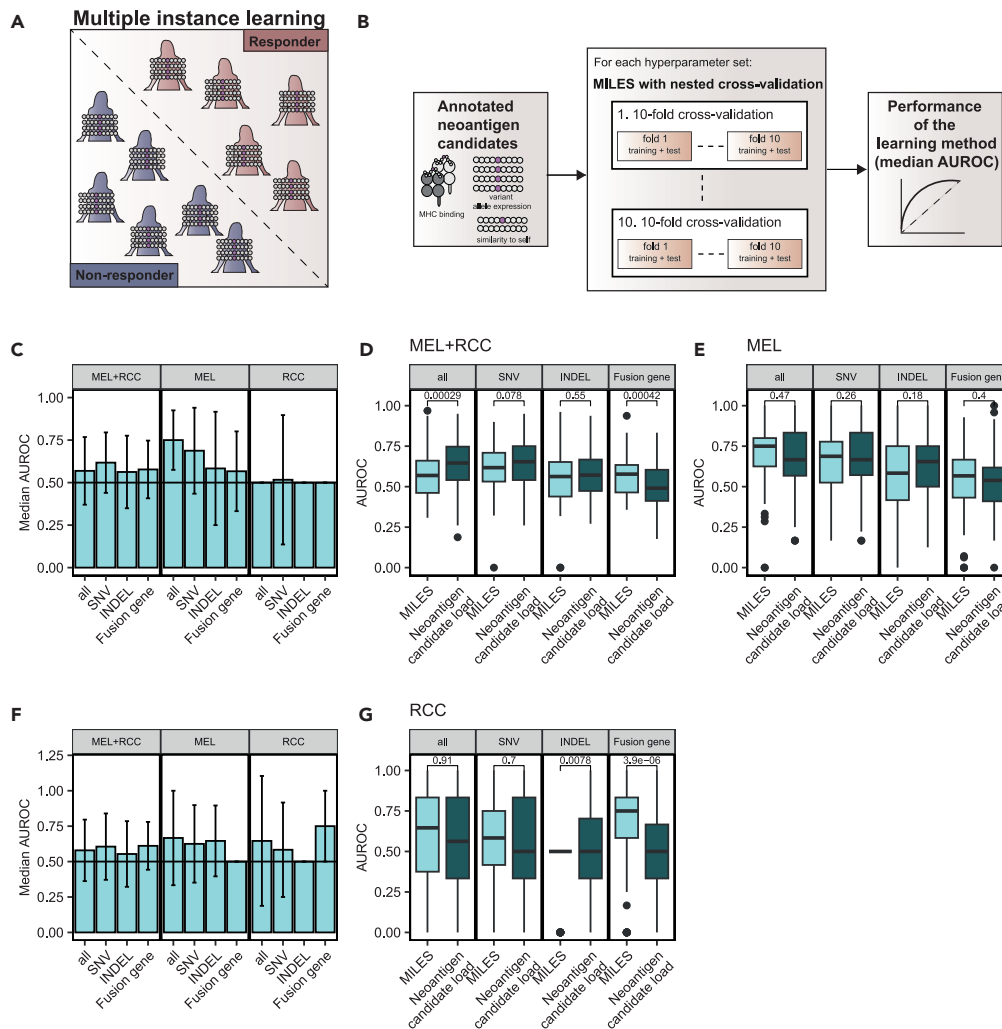 A
Multiple instance learning
Responder
Non-responder
B
Annotated
neoantigen
candidates
MHC binding
variant
allele expression
similarity to self
For each hyperparameter set:
MILES with nested cross-validation
1. 10-fold cross-validation
fold 1
training + test
fold 10
training + test
10. 10-fold cross-validation
fold 1
training + test
fold 10
training + test
Performance
of the
learning method
(median AUROC)
C
MEL+RCC MEL RCC
Median AUROC
1.00
0.75
0.50
0.25
0.00
all SNV INDEL Fusion gene all SNV INDEL Fusion gene all SNV INDEL Fusion gene
D
MEL+RCC
all SNV INDEL Fusion gene
0.00029 0.078 0.55 0.00042
AUROC
1.00
0.75
0.50
0.25
0.00
MILES Neoantigen candidate load MILES Neoantigen candidate load MILES Neoantigen candidate load MILES Neoantigen candidate load
E
MEL
all SNV INDEL Fusion gene
0.47 0.26 0.18 0.4
AUROC
1.00
0.75
0.50
0.25
0.00
MILES Neoantigen candidate load MILES Neoantigen candidate load MILES Neoantigen candidate load MILES Neoantigen candidate load
F
MEL+RCC MEL RCC
Median AUROC
1.25
1.00
0.75
0.50
0.25
0.00
all SNV INDEL Fusion gene all SNV INDEL Fusion gene all SNV INDEL Fusion gene
G
RCC
all SNV INDEL Fusion gene
0.91 0.7 0.0078 3.9e-06
AUROC
1.00
0.75
0.50
0.25
0.00
MILES Neoantigen candidate load MILES Neoantigen candidate load MILES Neoantigen candidate load MILES Neoantigen candidate load